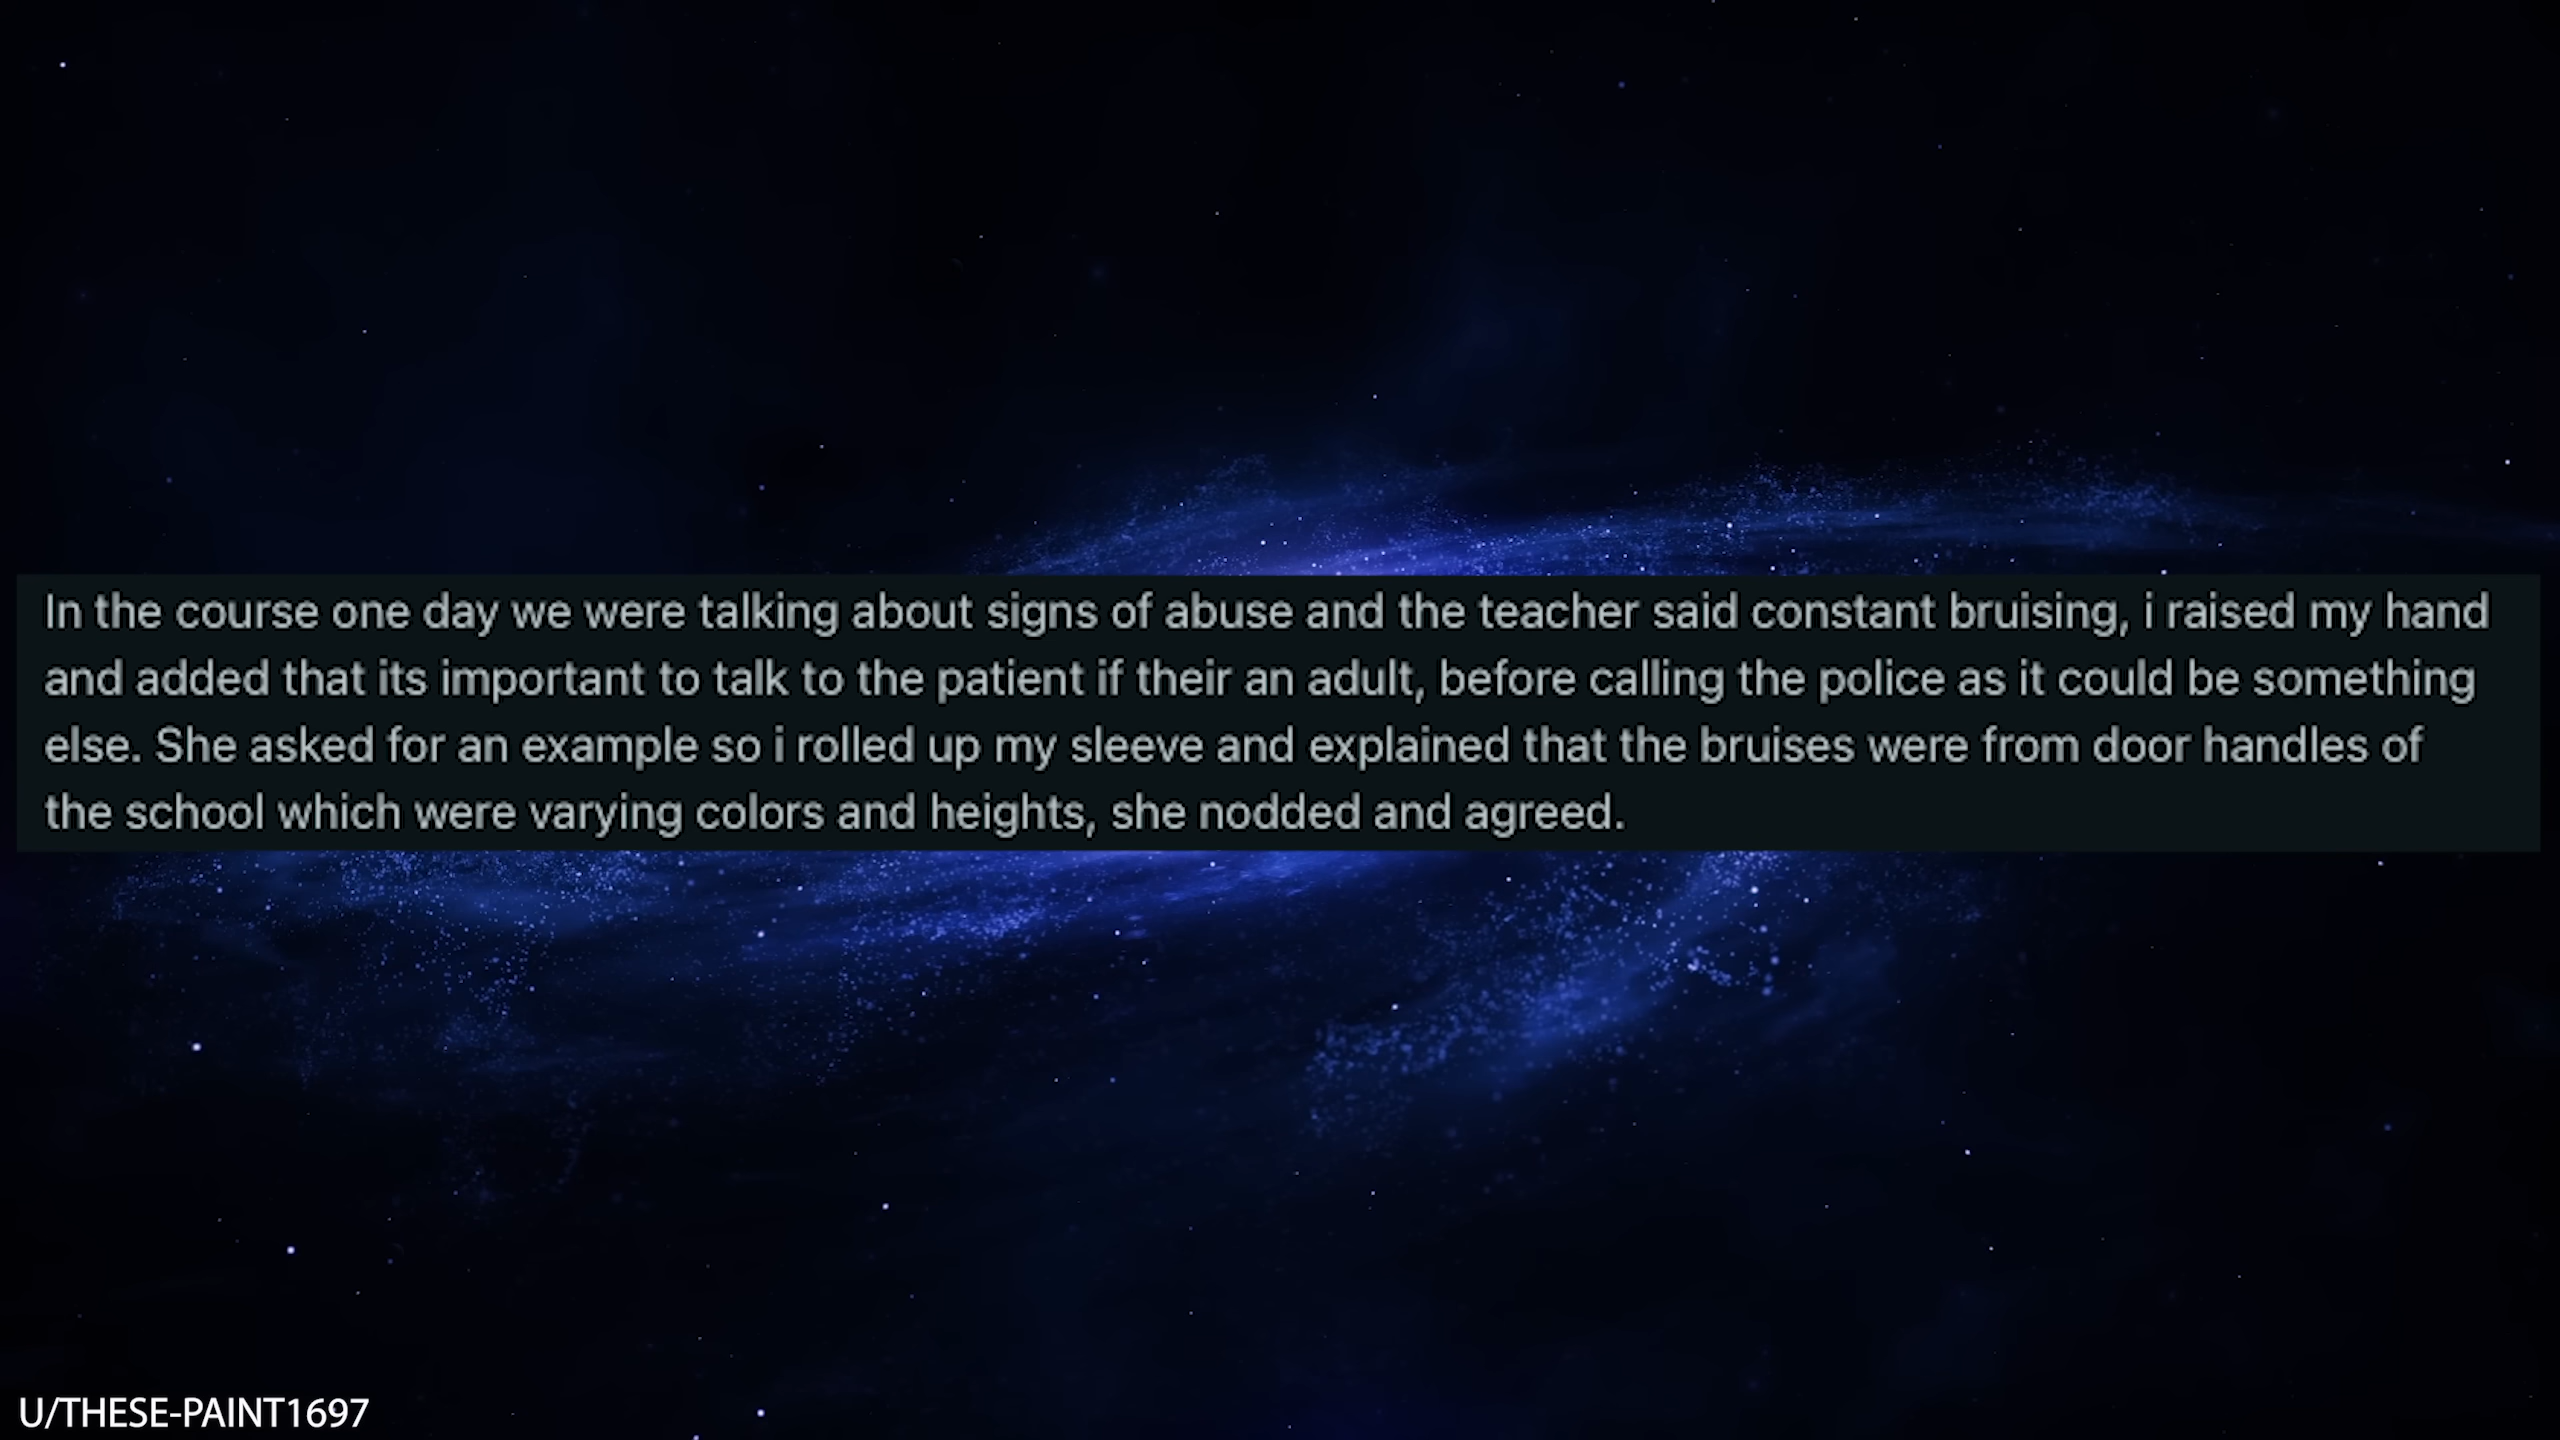 In the course one day we were talking about signs of abuse and the teacher said constant bruising, i raised my hand
and added that its important to talk to the patient if their an adult, before calling the police as it could be something
else. She asked for an example so i rolled up my sleeve and explained that the bruises were from door handles of
the school which were varying colors and heights, she nodded and agreed.
U/THESE-PAINT1697